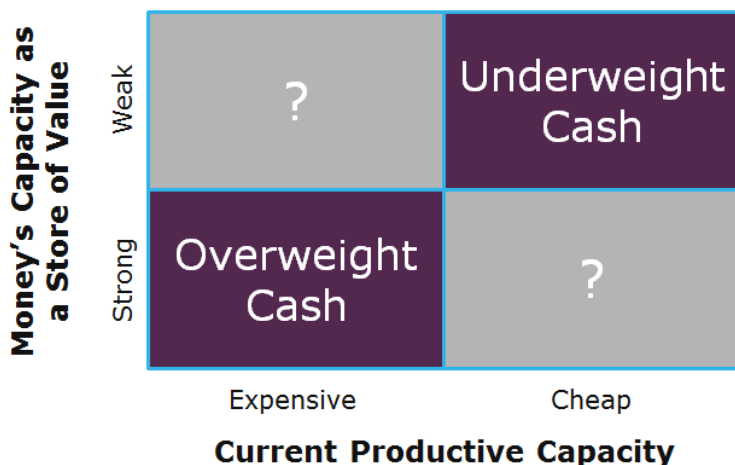 Money's Capacity as
a Store of Value
Weak
Strong
?
Underweight
Cash
Overweight
Cash
?
Expensive
Cheap
Current Productive Capacity